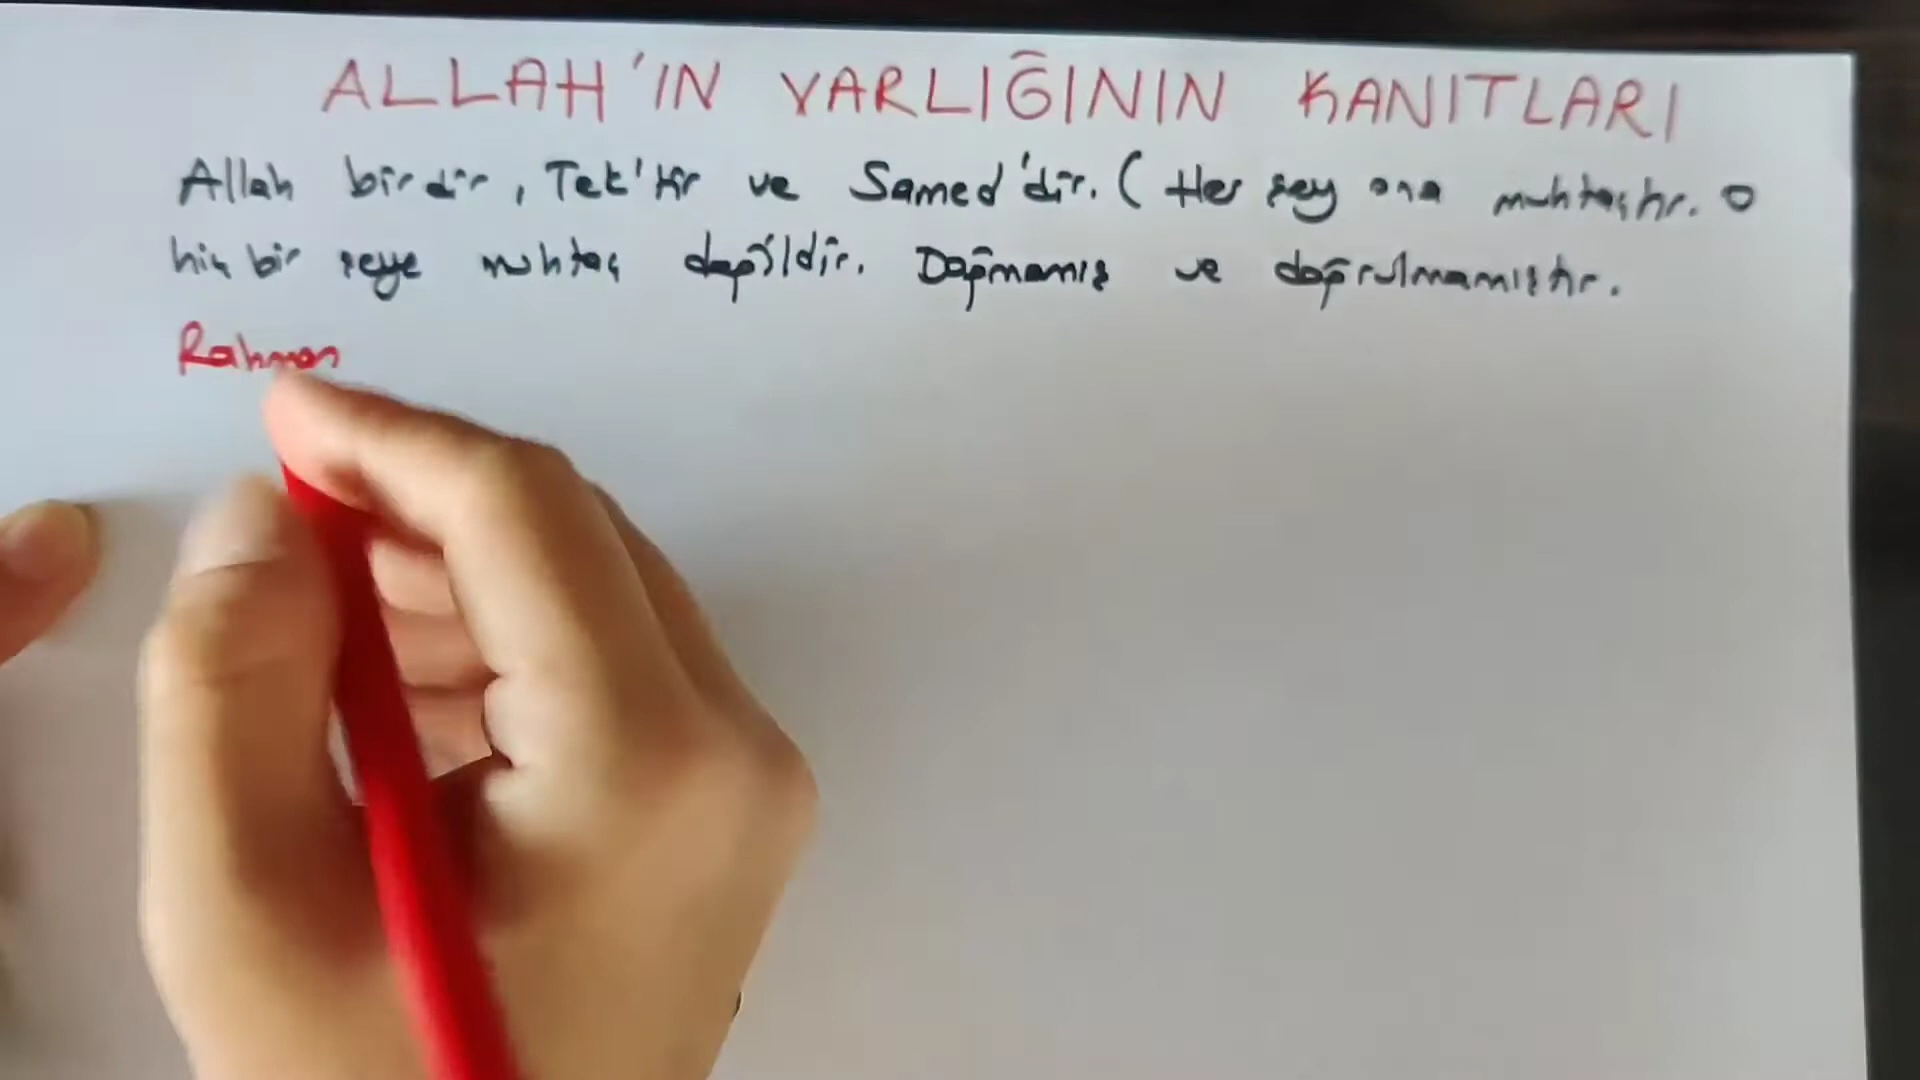 ALLAH'IN VARLIĞININ KANITLARI
Allah birdir, Tek'tir ve Samed'dir. (Her şey ona muhtaçtır. O
hiç bir şeye muhtaç değildir. Doğmamış ve doğrulmamıştır.
Rahman